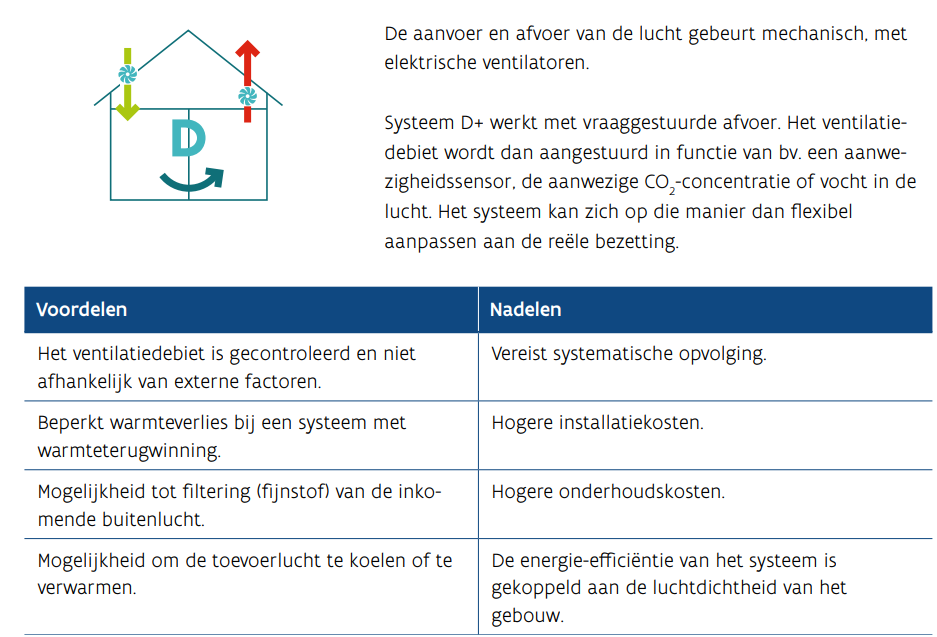 D
De aanvoer en afvoer van de lucht gebeurt mechanisch, met
elektrische ventilatoren.
Systeem D+ werkt met vraaggestuurde afvoer. Het ventilatie-
debiet wordt dan aangestuurd in functie van bv. een aanwe-
zigheidssensor, de aanwezige CO₂-concentratie of vocht in de
lucht. Het systeem kan zich op die manier dan flexibel
aanpassen aan de reële bezetting.
Voordelen
Nadelen
Het ventilatiedebiet is gecontroleerd en niet
afhankelijk van externe factoren.
Vereist systematische opvolging.
Beperkt warmteverlies bij een systeem met
warmteterugwinning.
Hogere installatiekosten.
Mogelijkheid tot filtering (fijnstof) van de inko-
mende buitenlucht.
Hogere onderhoudskosten.
Mogelijkheid om de toevoerlucht te koelen of te
verwarmen.
De energie-efficiëntie van het systeem is
gekoppeld aan de luchtdichtheid van het
gebouw.